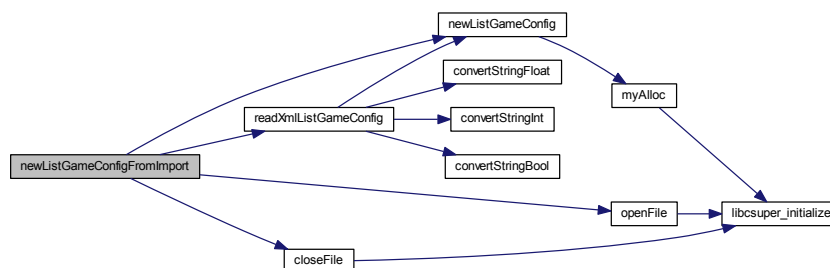 newListGameConfig
convertStringFloat
myAlloc
readXmlListGameConfig
convertStringInt
newListGameConfigFromImport
convertStringBool
openFile
libcsuper_initialize
closeFile